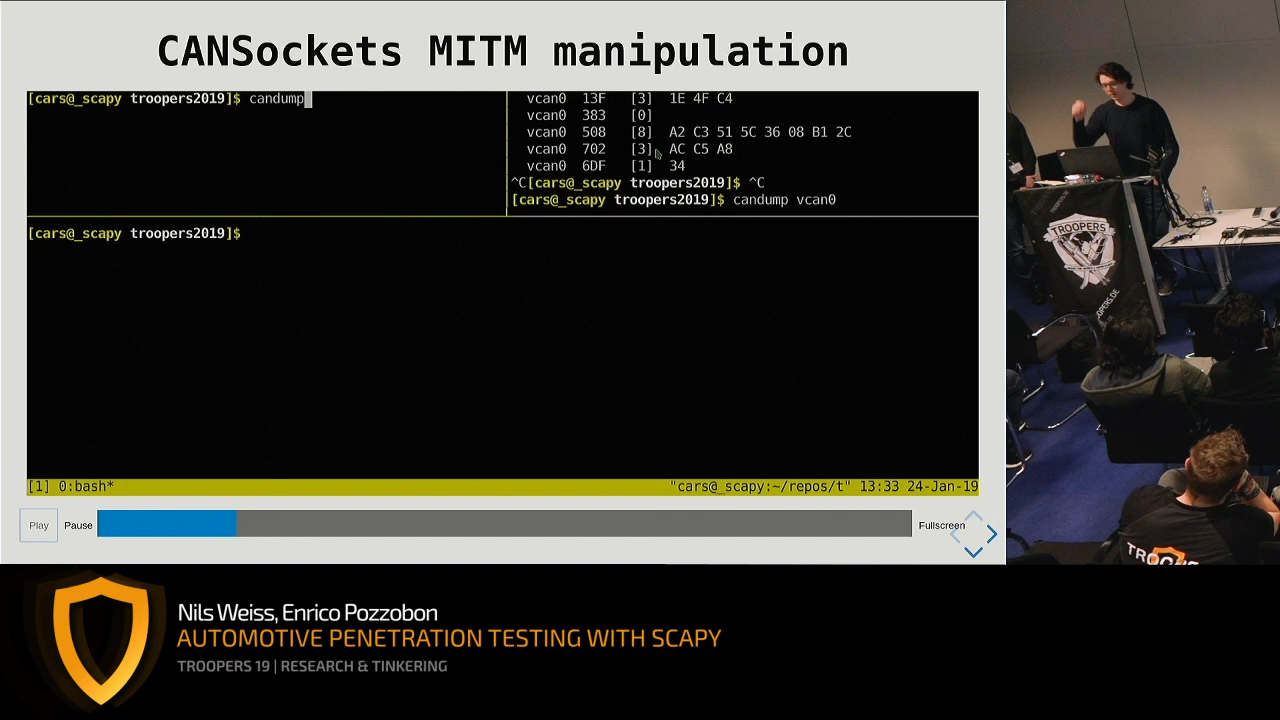 CANSockets MITM manipulation
[cars@_scapy troopers2019]$ candump
vcan0 13F [3] 1E 4F C4
vcan0 383 [0]
vcan0 508 [8] A2 C3 51 5C 36 08 B1 2C
vcan0 702 [3] AC C5 A8
vcan0 6DF [1] 34
^C[cars@_scapy troopers2019]$ ^C
[cars@_scapy troopers2019]$ candump vcan0
[cars@_scapy troopers2019]$
[1] 0:bash* "cars@_scapy:~/repos/t" 13:33 24-Jan-19
Play Pause Fullscreen
TROOPERS
TROOPERS.DE
Nils Weiss, Enrico Pozzobon
AUTOMOTIVE PENETRATION TESTING WITH SCAPY
TROOPERS 19 | RESEARCH & TINKERING